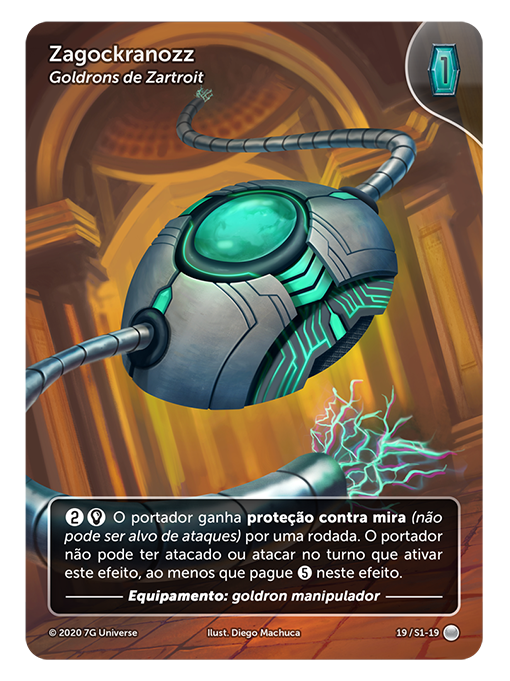 Zagockranozz
Goldrons de Zartroit
1
2 O portador ganha proteção contra mira (não
pode ser alvo de ataques) por uma rodada. O portador
não pode ter atacado ou atacar no turno que ativar
este efeito, ao menos que pague 5 neste efeito.
Equipamento: goldron manipulador
© 2020 7G Universe
Ilust. Diego Machuca
19 / S1-19